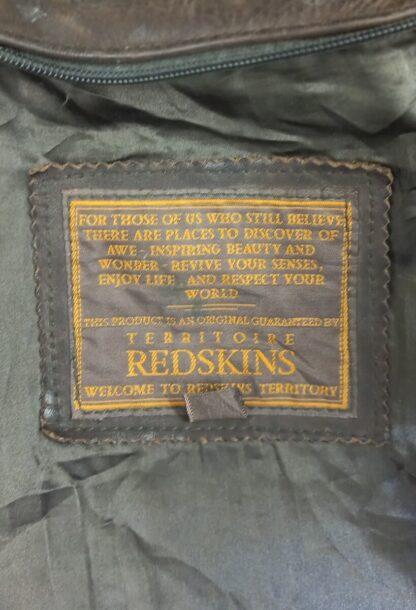 FOR THOSE OF US WHO STILL BELIEVE
THERE ARE PLACES TO DISCOVER OF
AWE - INSPIRING BEAUTY AND
WONDER - REVIVE YOUR SENSES,
ENJOY LIFE, AND RESPECT YOUR
WORLD
THIS PRODUCT IS AN ORIGINAL GUARANTEED BY
TERRITOIRE
REDSKINS
WELCOME TO REDSKINS TERRITORY